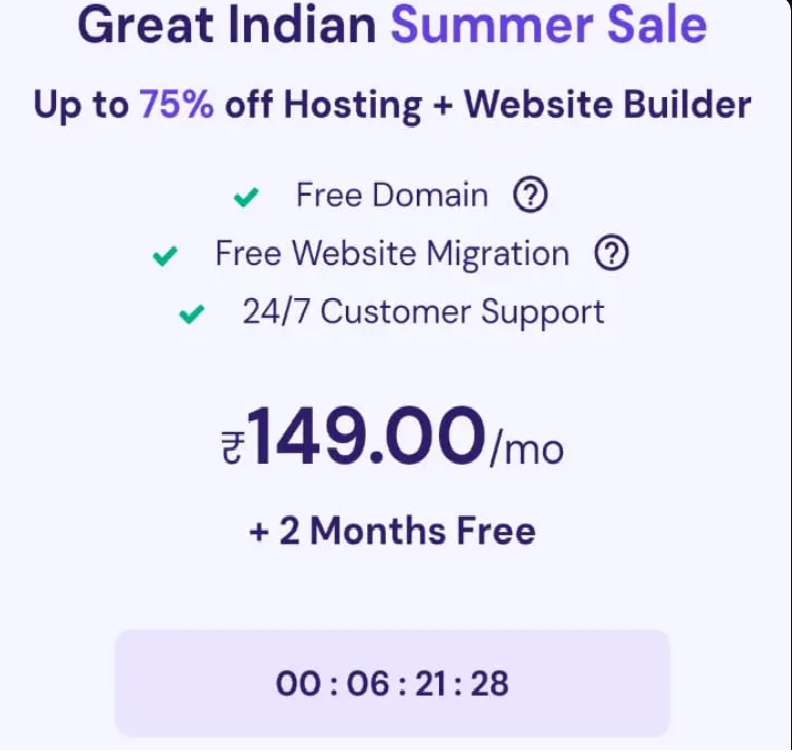 Great Indian Summer Sale
Up to 75% off Hosting + Website Builder
Free Domain ?
Free Website Migration ?
24/7 Customer Support
₹149.00/mo
+ 2 Months Free
00 : 06 : 21 : 28